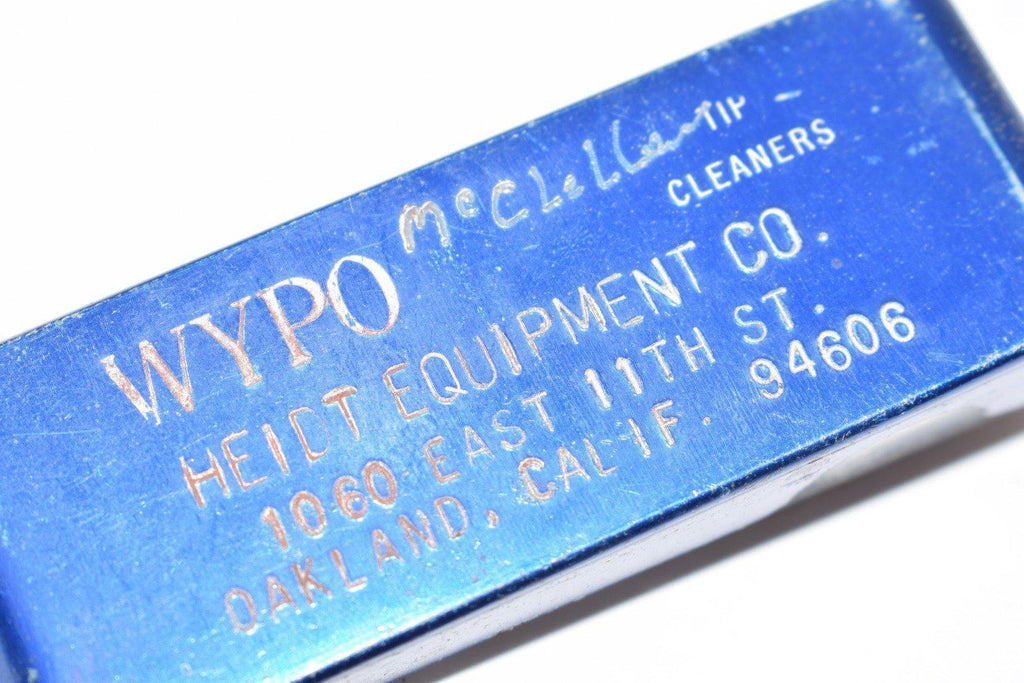 WYPO McClellan TIP
CLEANERS
HEIDT EQUIPMENT CO.
1060 EAST 11TH ST.
OAKLAND, CALIF. 94606